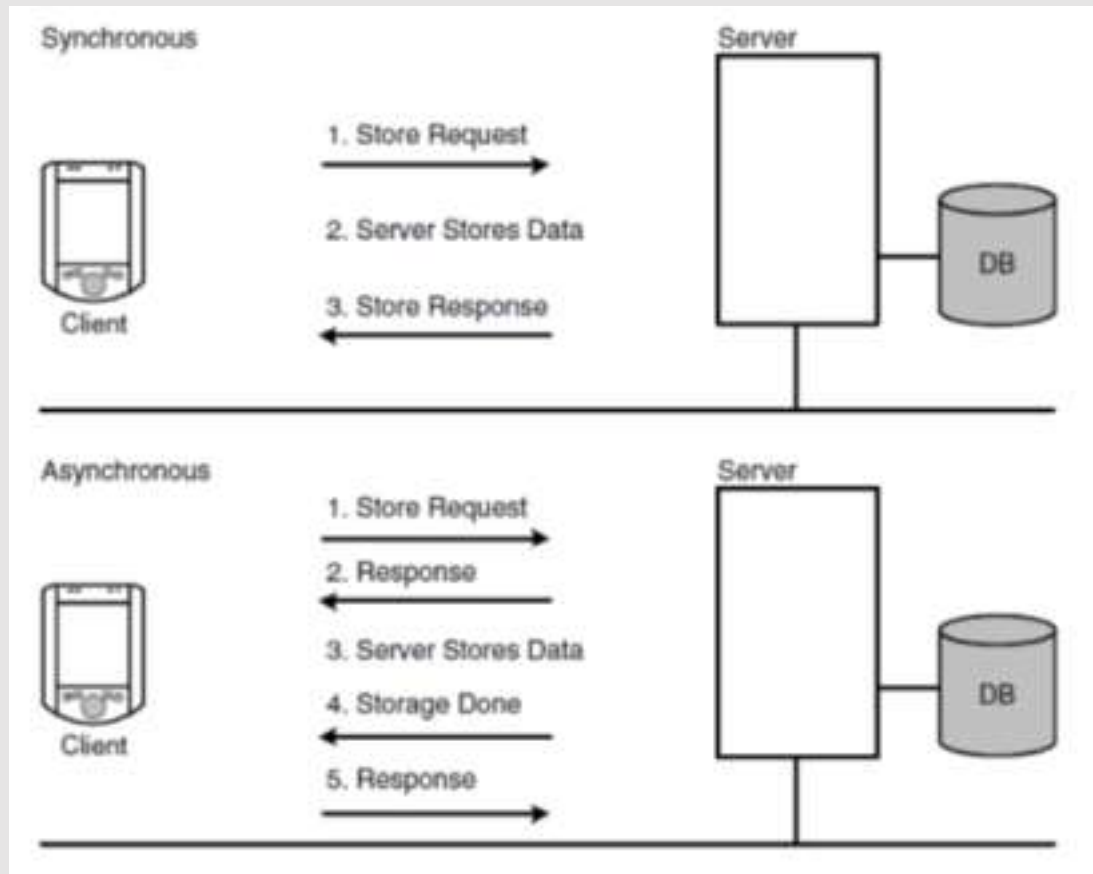 Synchronous
Server
1. Store Request
2. Server Stores Data
DB
3. Store Response
Client
Asynchronous
Server
1. Store Request
2. Response
3. Server Stores Data
DB
4. Storage Done
Client
5. Response